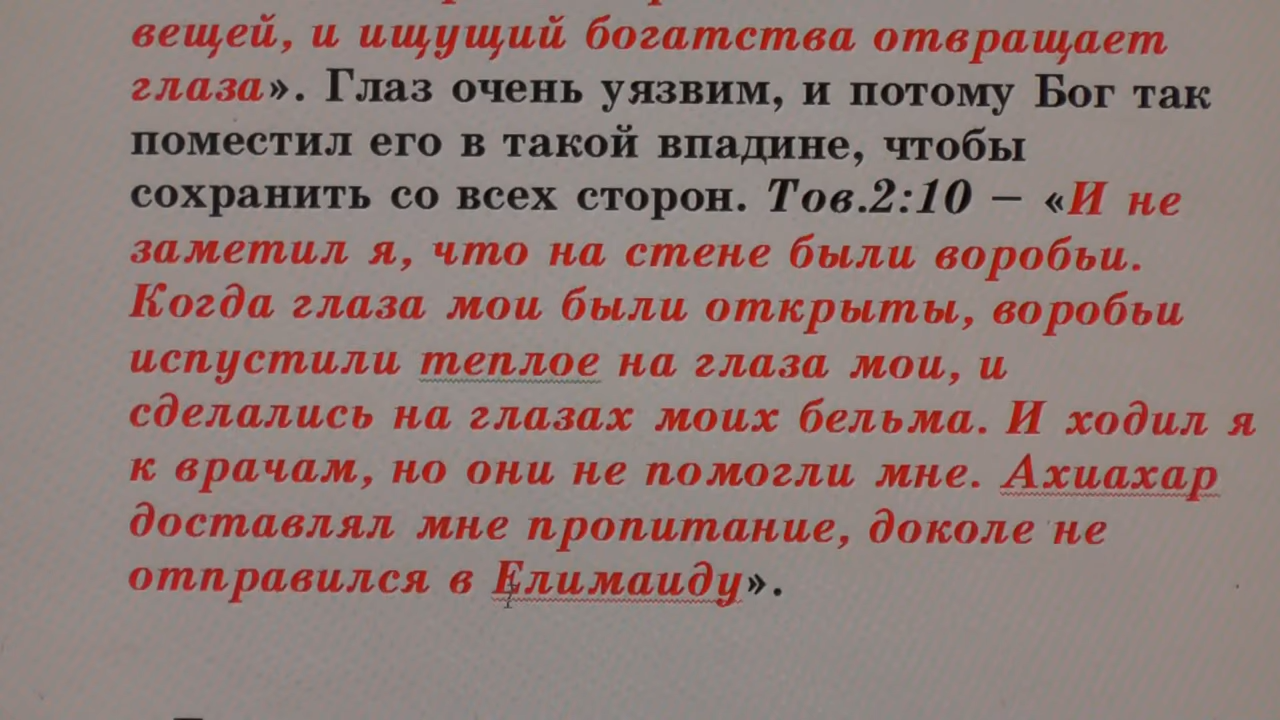 вещей, и ищущий богатства отвращает
глаза». Глаз очень уязвим, и потому Бог так
поместил его в такой впадине, чтобы
сохранить со всех сторон. Тов.2:10 – «И не
заметил я, что на стене были воробьи.
Когда глаза мои были открыты, воробьи
испустили теплое на глаза мои, и
сделались на глазах моих бельма. И ходил я
к врачам, но они не помогли мне. Ахиахар
доставлял мне пропитание, доколе не
отправился в Елимаиду».